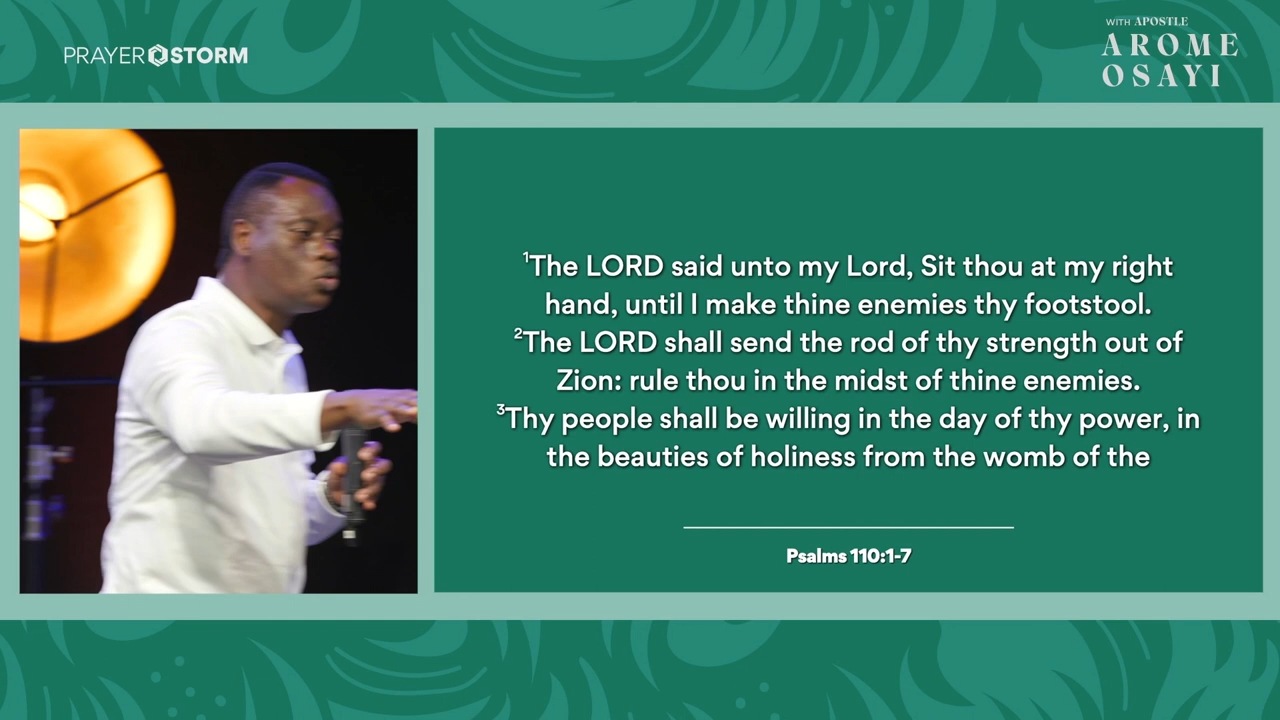 PRAYER STORM
WITH APOSTLE
AROME
OSAYI
¹The LORD said unto my Lord, Sit thou at my right
hand, until I make thine enemies thy footstool.
²The LORD shall send the rod of thy strength out of
Zion: rule thou in the midst of thine enemies.
³Thy people shall be willing in the day of thy power, in
the beauties of holiness from the womb of the
Psalms 110:1-7